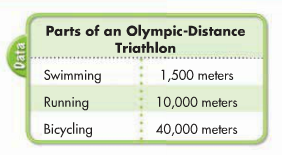 Data
Parts of an Olympic-Distance
Triathlon
Swimming 1,500 meters
Running 10,000 meters
Bicycling 40,000 meters